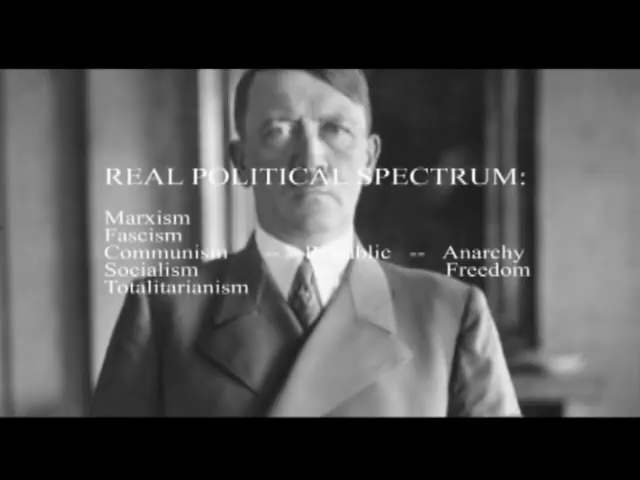 REAL POLITICAL SPECTRUM:
Marxism
Fascism
Communism -- Republic -- Anarchy
Socialism Freedom
Totalitarianism